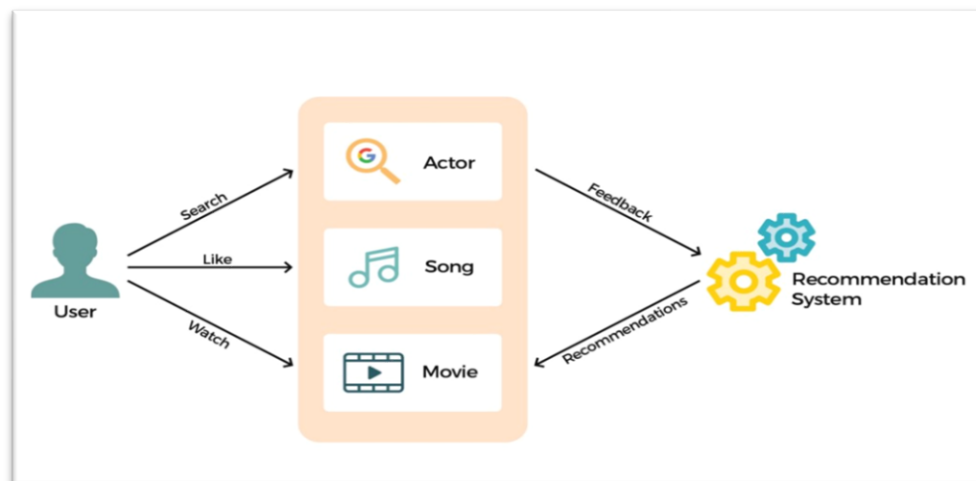 Search
Like
Watch
User
G
Actor
Song
Movie
Feedback
Recommendations
Recommendation
System